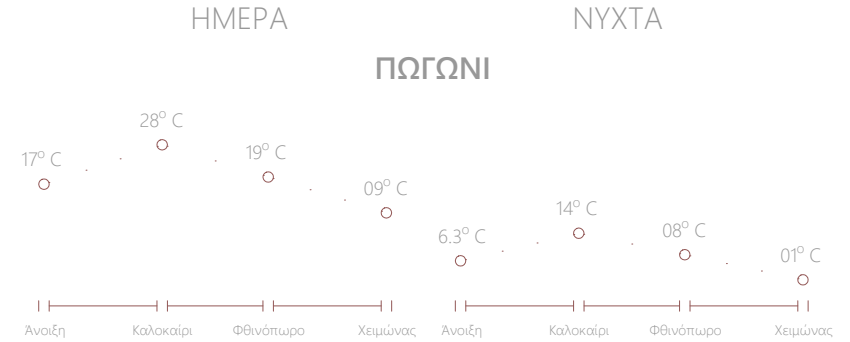 ΗΜΕΡΑ
ΝΥΧΤΑ
ΠΩΓΩΝΙ
17° C
28° C
19° C
09° C
6.3° C
14° C
08° C
01° C
Άνοιξη
Καλοκαίρι
Φθινόπωρο
Χειμώνας
Άνοιξη
Καλοκαίρι
Φθινόπωρο
Χειμώνας